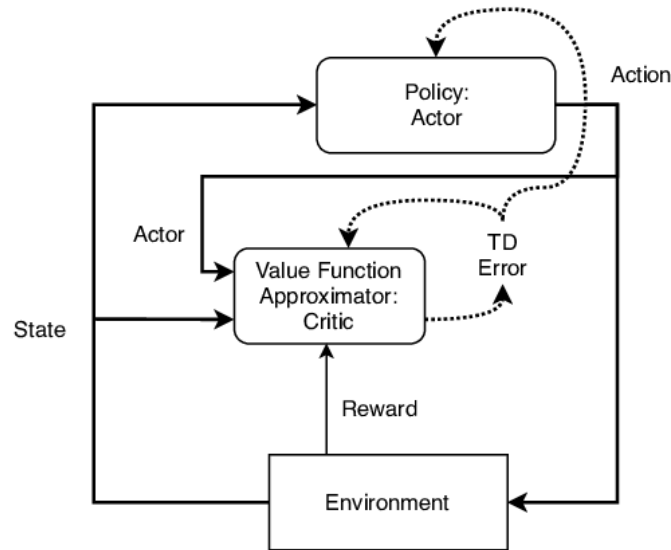 Policy:
Actor
Action
Actor
Value Function
Approximator:
Critic
TD
Error
State
Reward
Environment